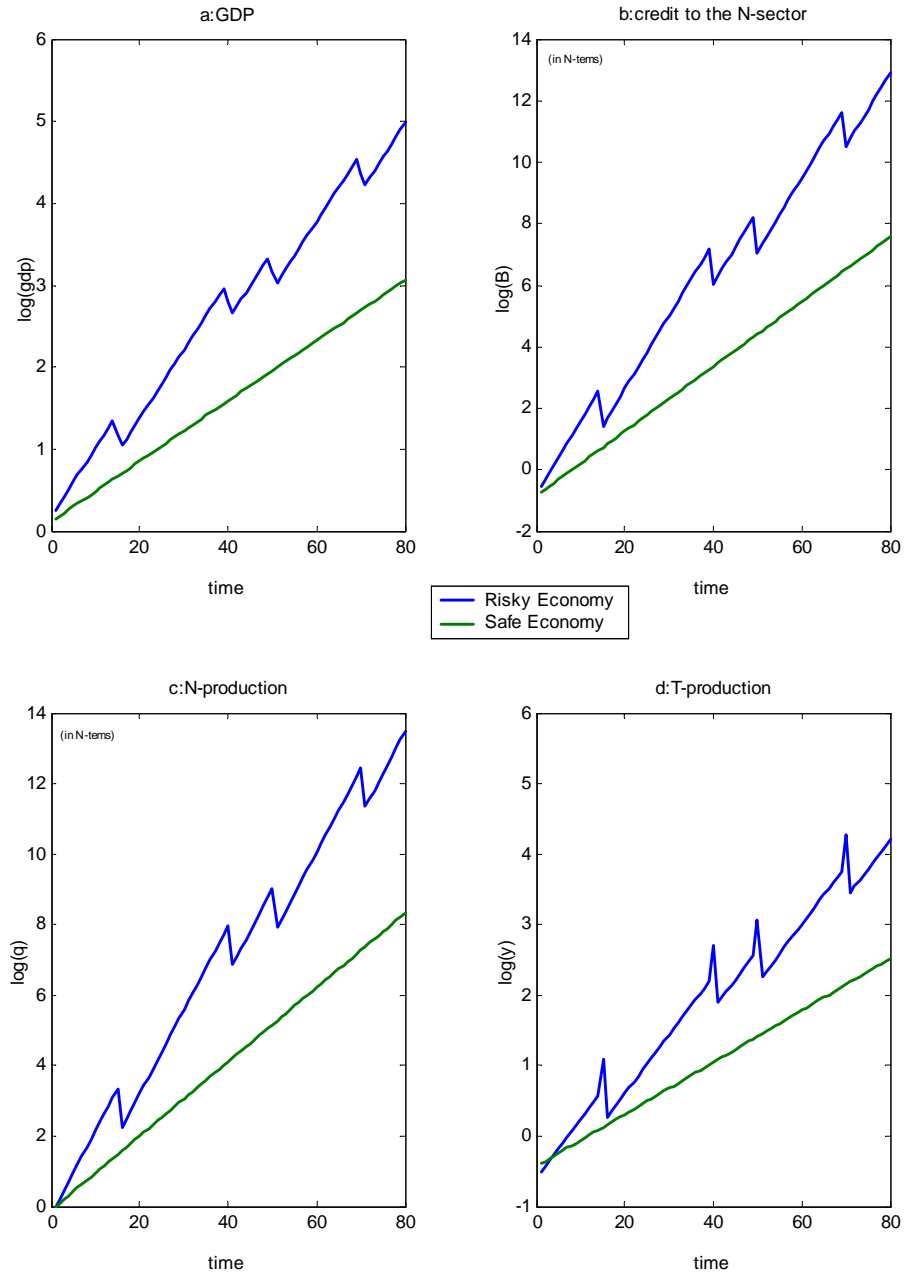 a:GDP
6
5
4
3
2
1
0
0 20 40 60 80
log(gdp)
time
b:credit to the N-sector
(in N-tems)
14
12
10
8
6
4
2
0
-2
0 20 40 60 80
log(B)
time
Risky Economy
Safe Economy
c:N-production
(in N-tems)
14
12
10
8
6
4
2
0
0 20 40 60 80
log(q)
time
d:T-production
6
5
4
3
2
1
0
-1
0 20 40 60 80
log(y)
time